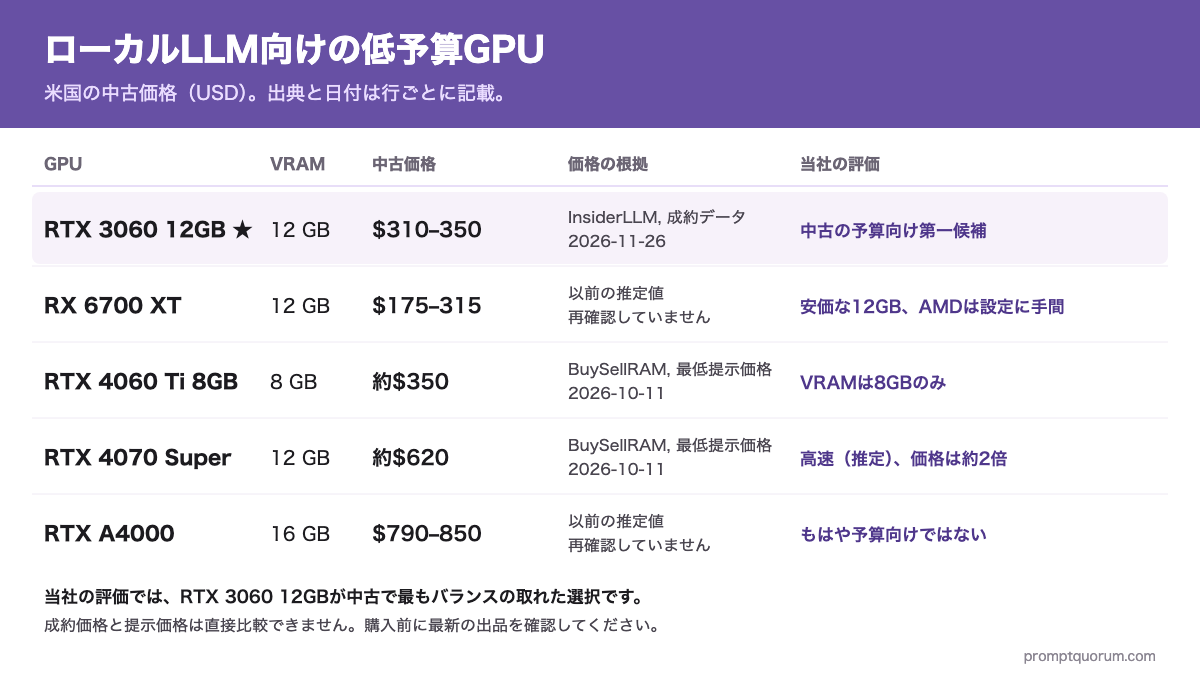 ローカルLLM向けの低予算GPU
米国の中古価格（USD）。出典と日付は行ごとに記載。
GPU VRAM 中古価格 価格の根拠 当社の評価
RTX 3060 12GB ★ 12 GB $310–350 InsiderLLM, 成約データ 2026-11-26 中古の予算向け第一候補
RX 6700 XT 12 GB $175–315 以前の推定値 再確認していません 安価な12GB、AMDは設定に手間
RTX 4060 Ti 8GB 8 GB 約$350 BuySellRAM, 最低提示価格 2026-10-11 VRAMは8GBのみ
RTX 4070 Super 12 GB 約$620 BuySellRAM, 最低提示価格 2026-10-11 高速（推定）、価格は約2倍
RTX A4000 16 GB $790–850 以前の推定値 再確認していません もはや予算向けではない
当社の評価では、RTX 3060 12GBが中古で最もバランスの取れた選択です。
成約価格と提示価格は直接比較できません。購入前に最新の出品を確認してください。
promptquorum.com